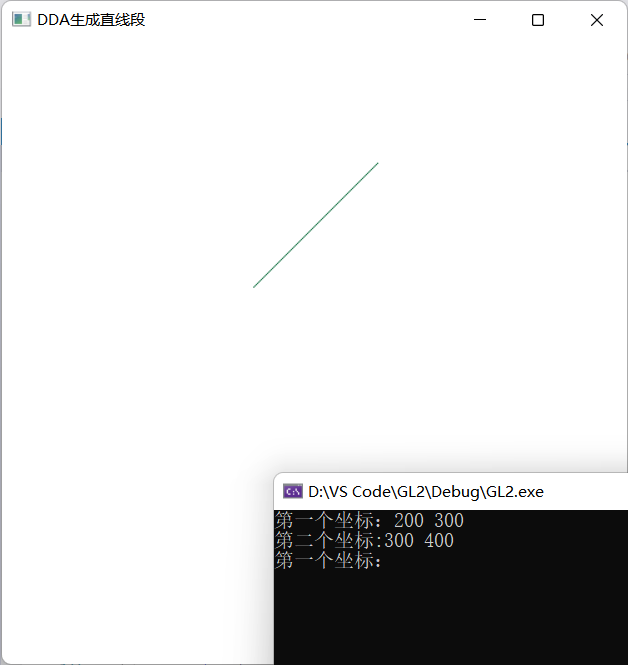 DDA生成直线段
D:\VS Code\GL2\Debug\GL2.exe
第一个坐标：200 300
第二个坐标:300 400
第一个坐标：